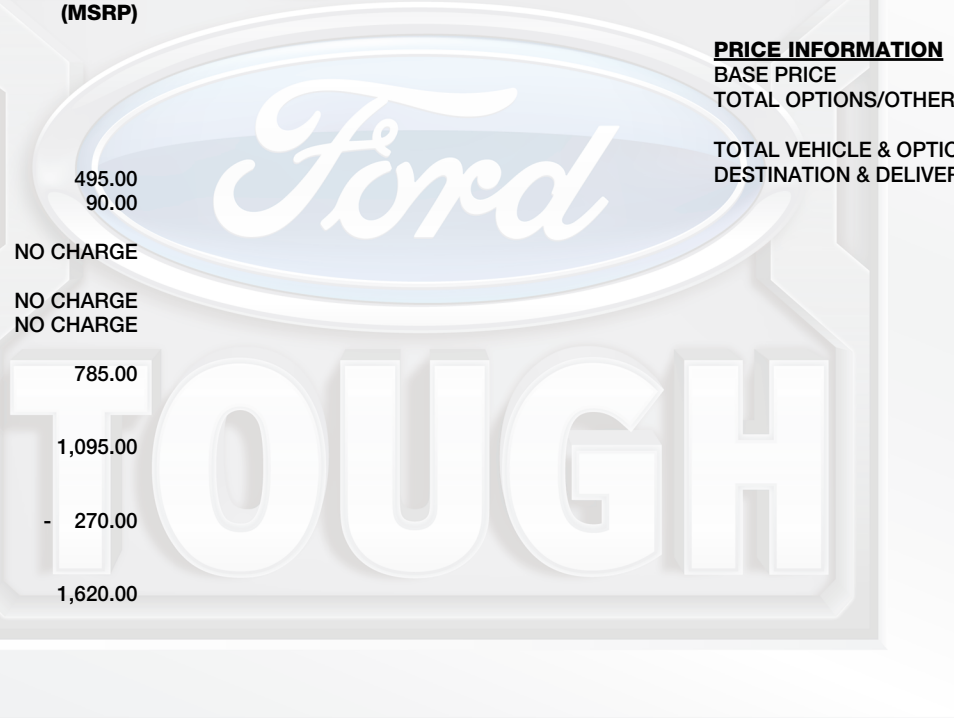 (MSRP)
495.00
90.00
NO CHARGE
NO CHARGE
NO CHARGE
785.00
1,095.00
- 270.00
1,620.00
PRICE INFORMATION
BASE PRICE
TOTAL OPTIONS/OTHER
TOTAL VEHICLE & OPTIO
DESTINATION & DELIVER
Ford
TOUGH